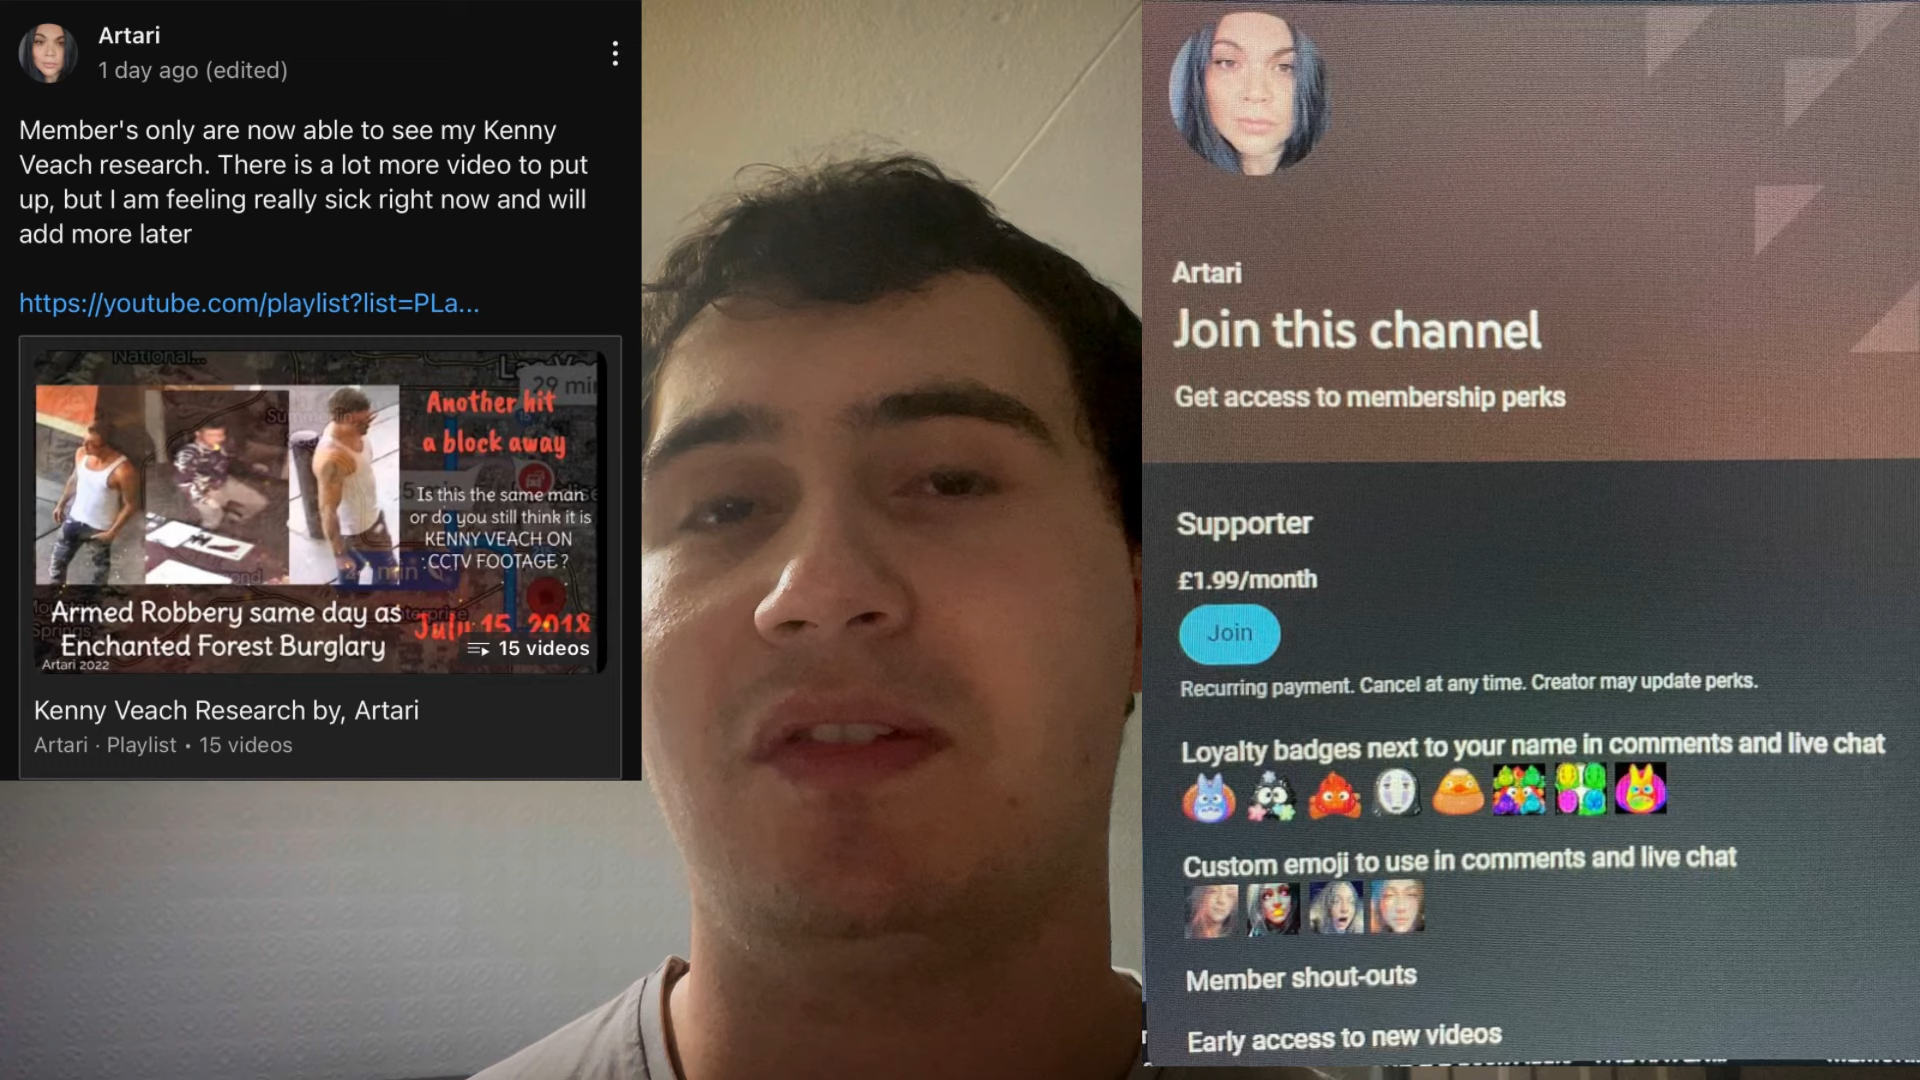 Artari
1 day ago (edited)
Member's only are now able to see my Kenny
Veach research. There is a lot more video to put
up, but I am feeling really sick right now and will
add more later
https://youtube.com/playlist?list=PLa...
National...
29 min
Another hit
a block away
Is this the same man
or do you still think it is
KENNY VEACH ON
CCTV FOOTAGE ?
Armed Robbery same day as
Enchanted Forest Burglary
July 15, 2018
15 videos
Artari 2022
Kenny Veach Research by, Artari
Artari · Playlist • 15 videos
Artari
Join this channel
Get access to membership perks
Supporter
£1.99/month
Join
Recurring payment. Cancel at any time. Creator may update perks.
Loyalty badges next to your name in comments and live chat
Custom emoji to use in comments and live chat
Member shout-outs
Early access to new videos